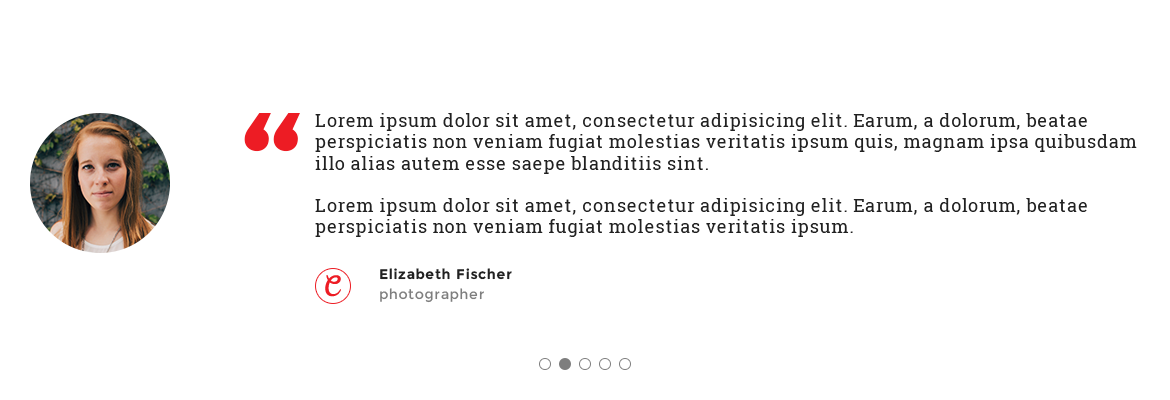 Lorem ipsum dolor sit amet, consectetur adipisicing elit. Earum, a dolorum, beatae
perspiciatis non veniam fugiat molestias veritatis ipsum quis, magnam ipsa quibusdam
illo alias autem esse saepe blanditiis sint.
Lorem ipsum dolor sit amet, consectetur adipisicing elit. Earum, a dolorum, beatae
perspiciatis non veniam fugiat molestias veritatis ipsum.
e
Elizabeth Fischer
photographer